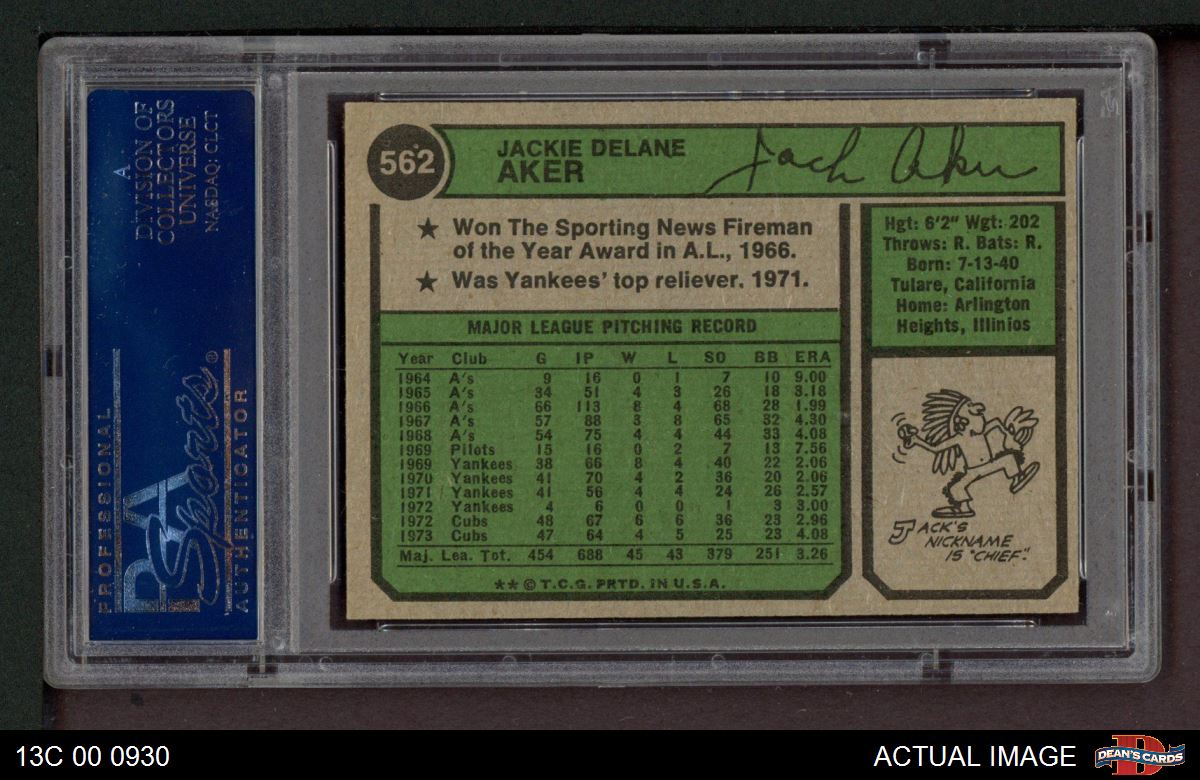 A
DIVISION OF
COLLECTORS
UNIVERSE
NASDAQ: CLCT
PROFESSIONAL
PSA
Sports®
AUTHENTICATOR
562
JACKIE DELANE
AKER
Jack Aker
★ Won The Sporting News Fireman
of the Year Award in A.L., 1966.
★ Was Yankees' top reliever. 1971.
MAJOR LEAGUE PITCHING RECORD
Year Club G IP W L SO BB ERA
1964 A's 9 16 0 1 7 10 9.00
1965 A's 34 51 4 3 26 18 3.18
1966 A's 66 113 8 4 68 28 1.99
1967 A's 57 88 3 8 65 32 4.30
1968 A's 54 75 4 4 44 33 4.08
1969 Pilots 15 16 0 2 7 13 7.56
1969 Yankees 38 66 8 4 40 22 2.06
1970 Yankees 41 70 4 2 36 20 2.06
1971 Yankees 41 56 4 4 24 26 2.57
1972 Yankees 4 6 0 0 1 3 3.00
1972 Cubs 48 67 6 6 36 23 2.96
1973 Cubs 47 64 4 5 25 23 4.08
Maj. Lea. Tot. 454 688 45 43 379 251 3.26
★★ © T.C.G. PRTD. IN U.S.A.
Hgt: 6'2" Wgt: 202
Throws: R. Bats: R.
Born: 7-13-40
Tulare, California
Home: Arlington
Heights, Illinios
JACK'S
NICKNAME
IS "CHIEF".
13C 00 0930
ACTUAL IMAGE
D
DEAN'S CARDS